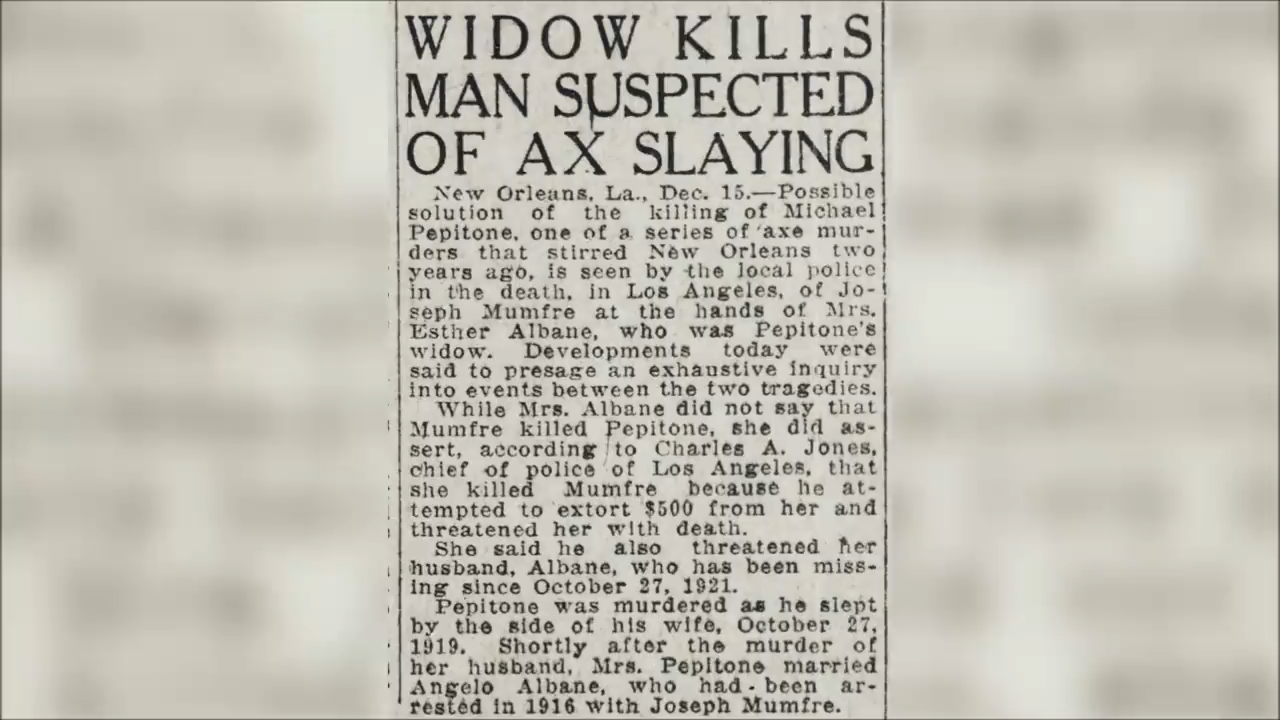 WIDOW KILLS
MAN SUSPECTED
OF AX SLAYING
New Orleans, La., Dec. 15.—Possible
solution of the killing of Michael
Pepitone, one of a series of axe mur-
ders that stirred New Orleans two
years ago, is seen by the local police
in the death, in Los Angeles, of Jo-
seph Mumfre at the hands of Mrs.
Esther Albane, who was Pepitone's
widow. Developments today were
said to presage an exhaustive inquiry
into events between the two tragedies.
While Mrs. Albane did not say that
Mumfre killed Pepitone, she did as-
sert, according to Charles A. Jones,
chief of police of Los Angeles, that
she killed Mumfre because he at-
tempted to extort $500 from her and
threatened her with death.
She said he also threatened her
husband, Albane, who has been miss-
ing since October 27, 1921.
Pepitone was murdered as he slept
by the side of his wife, October 27,
1919. Shortly after the murder of
her husband, Mrs. Pepitone married
Angelo Albane, who had been ar-
rested in 1916 with Joseph Mumfre.